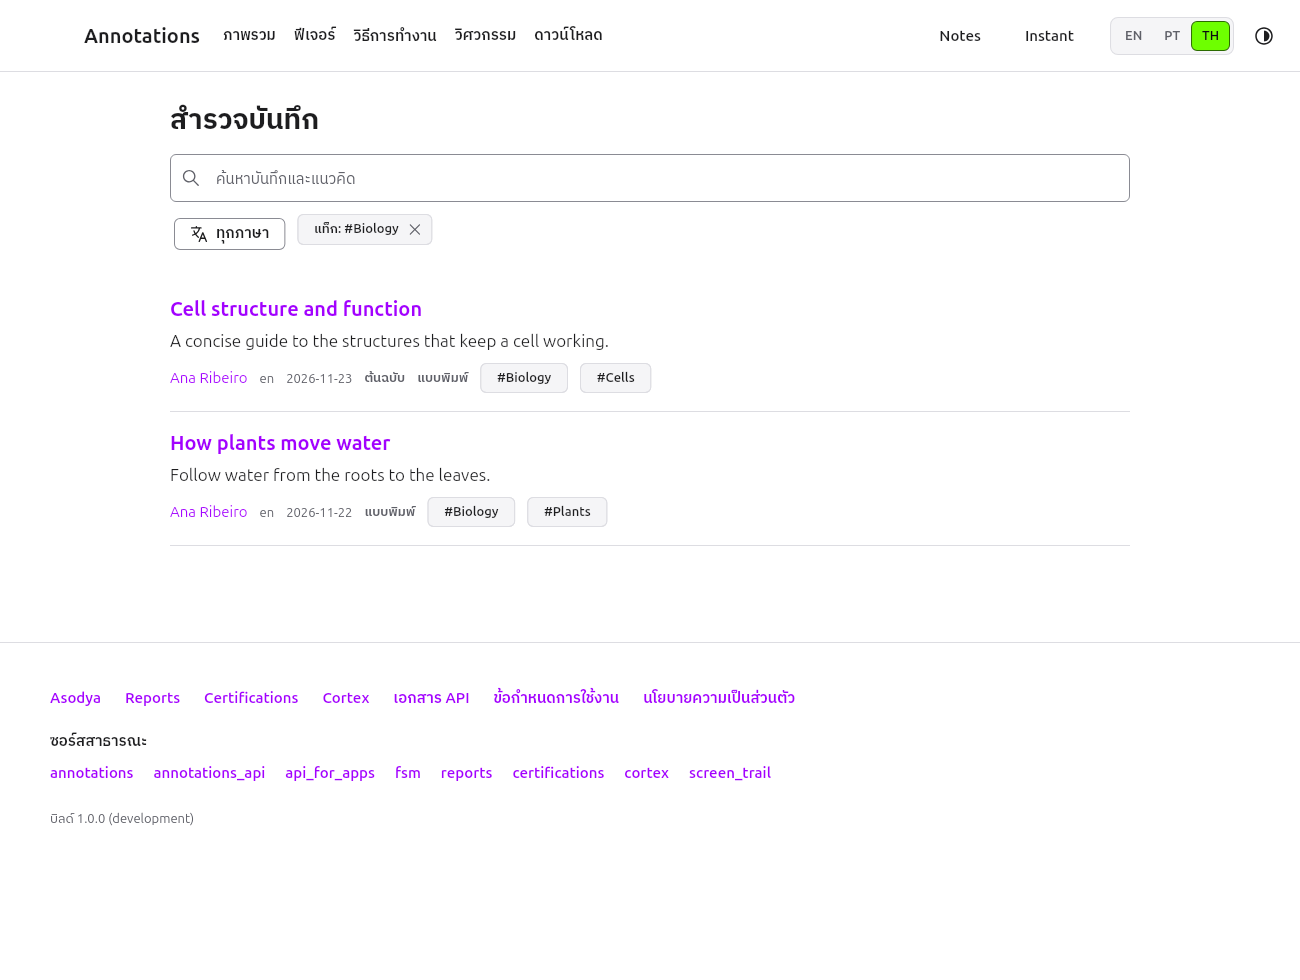 Annotations ภาพรวม ฟีเจอร์ วิธีการทำงาน วิศวกรรม ดาวน์โหลด Notes Instant EN PT TH
สำรวจบันทึก
ค้นหาบันทึกและแนวคิด
ทุกภาษา แท็ก: #Biology
Cell structure and function
A concise guide to the structures that keep a cell working.
Ana Ribeiro en 2026-11-23 ต้นฉบับ แบบพิมพ์ #Biology #Cells
How plants move water
Follow water from the roots to the leaves.
Ana Ribeiro en 2026-11-22 แบบพิมพ์ #Biology #Plants
Asodya Reports Certifications Cortex เอกสาร API ข้อกำหนดการใช้งาน นโยบายความเป็นส่วนตัว
ซอร์สสาธารณะ
annotations annotations_api api_for_apps fsm reports certifications cortex screen_trail
บิลด์ 1.0.0 (development)